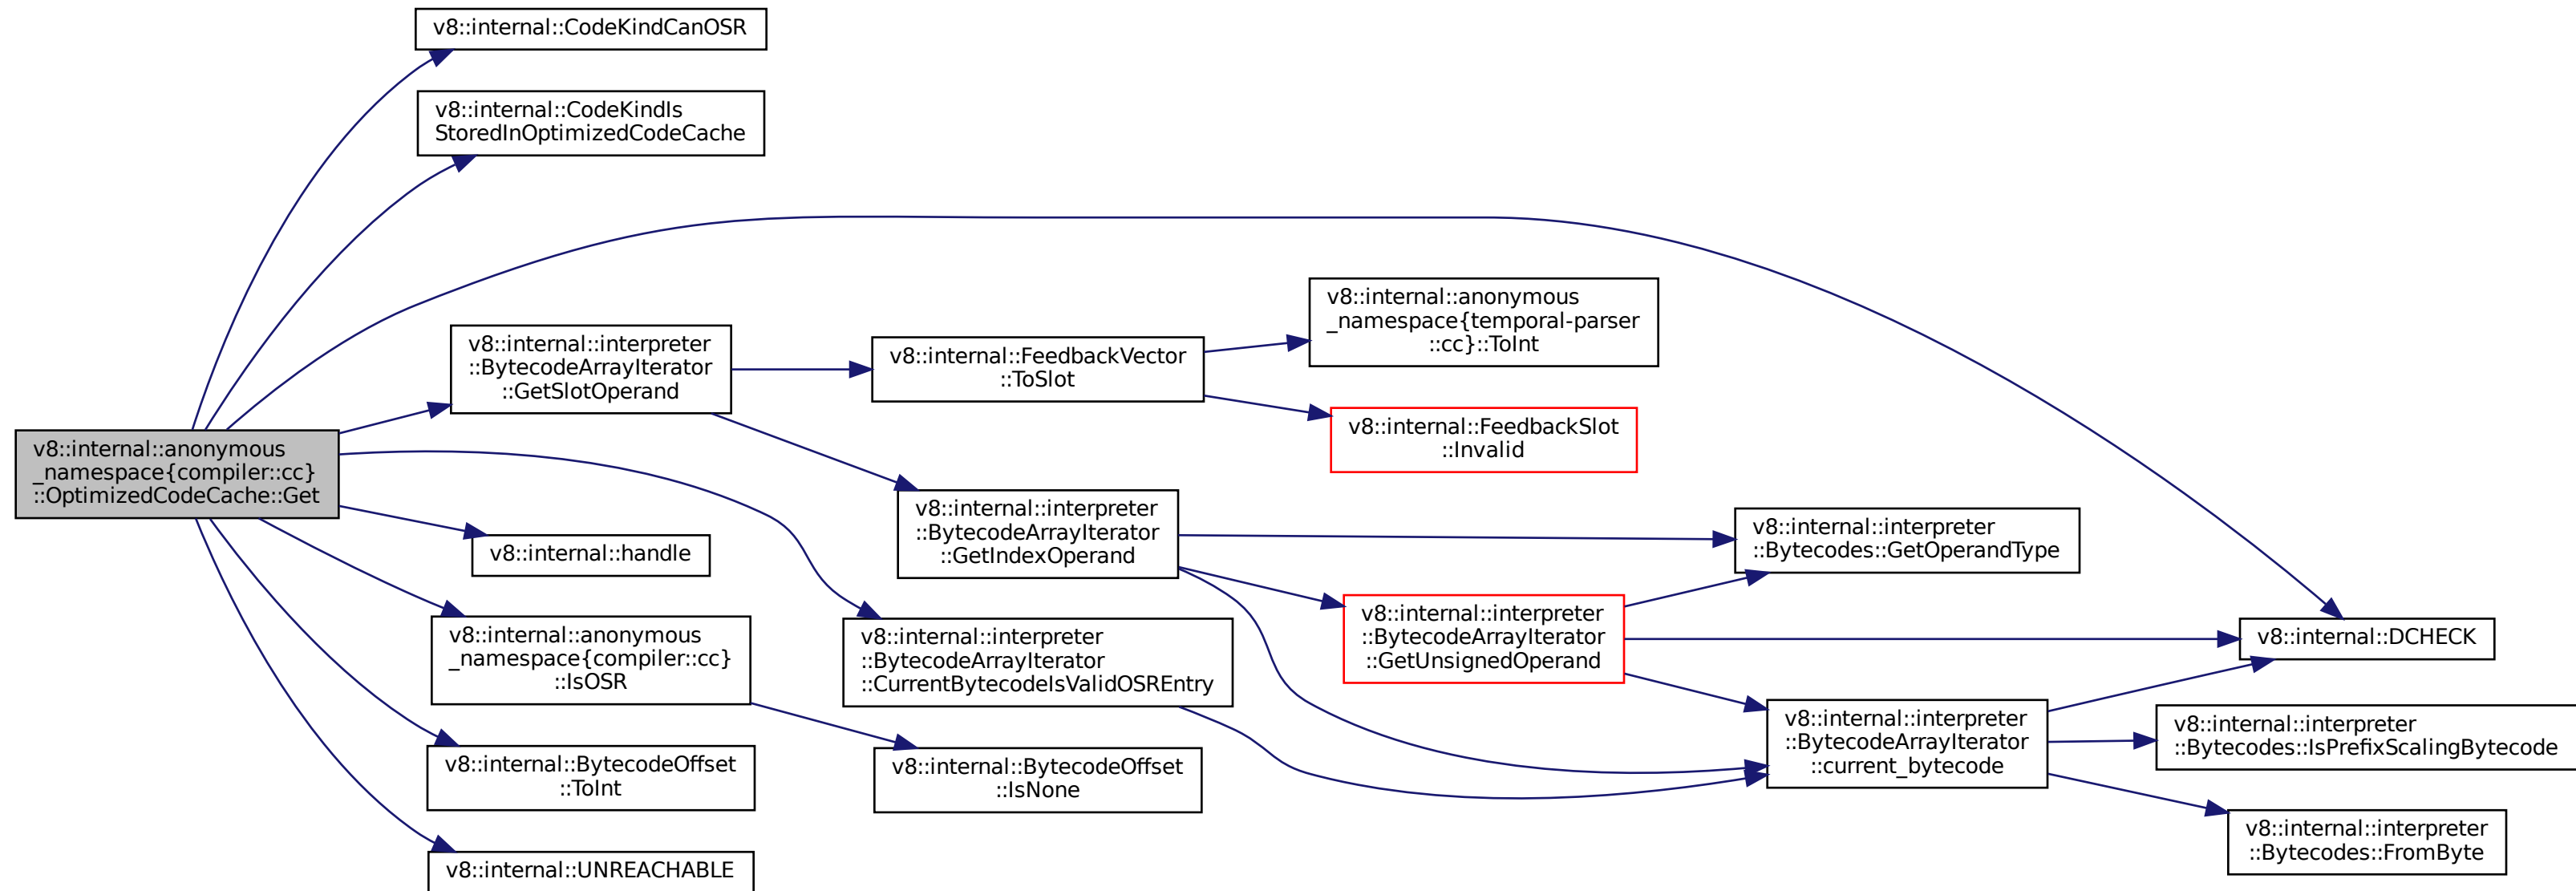 v8::internal::CodeKindCanOSR
v8::internal::CodeKindIs
StoredInOptimizedCodeCache
v8::internal::anonymous
_namespace{compiler::cc}
::OptimizedCodeCache::Get
v8::internal::interpreter
::BytecodeArrayIterator
::GetSlotOperand
v8::internal::handle
v8::internal::anonymous
_namespace{compiler::cc}
::IsOSR
v8::internal::BytecodeOffset
::ToInt
v8::internal::UNREACHABLE
v8::internal::FeedbackVector
::ToSlot
v8::internal::interpreter
::BytecodeArrayIterator
::GetIndexOperand
v8::internal::interpreter
::BytecodeArrayIterator
::CurrentBytecodeIsValidOSREntry
v8::internal::BytecodeOffset
::IsNone
v8::internal::anonymous
_namespace{temporal-parser
::cc}::ToInt
v8::internal::FeedbackSlot
::Invalid
v8::internal::interpreter
::BytecodeArrayIterator
::GetUnsignedOperand
v8::internal::interpreter
::Bytecodes::GetOperandType
v8::internal::interpreter
::BytecodeArrayIterator
::current_bytecode
v8::internal::DCHECK
v8::internal::interpreter
::Bytecodes::IsPrefixScalingBytecode
v8::internal::interpreter
::Bytecodes::FromByte